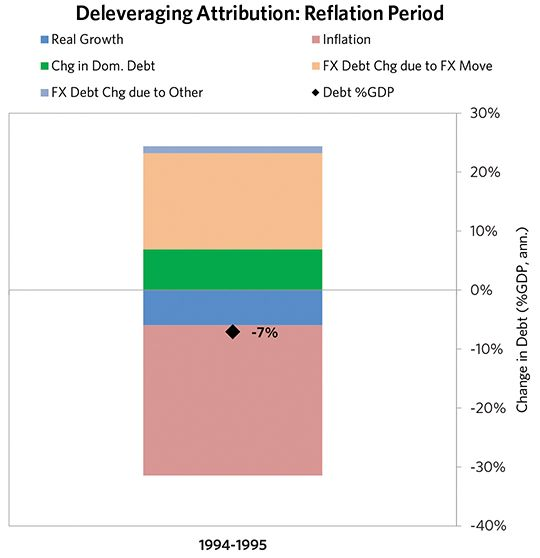 Deleveraging Attribution: Reflation Period
Real Growth
Inflation
Chg in Dom. Debt
FX Debt Chg due to FX Move
FX Debt Chg due to Other
Debt %GDP
30%
20%
10%
0%
-10%
-20%
-30%
-40%
Change in Debt (%GDP, ann.)
-7%
1994-1995